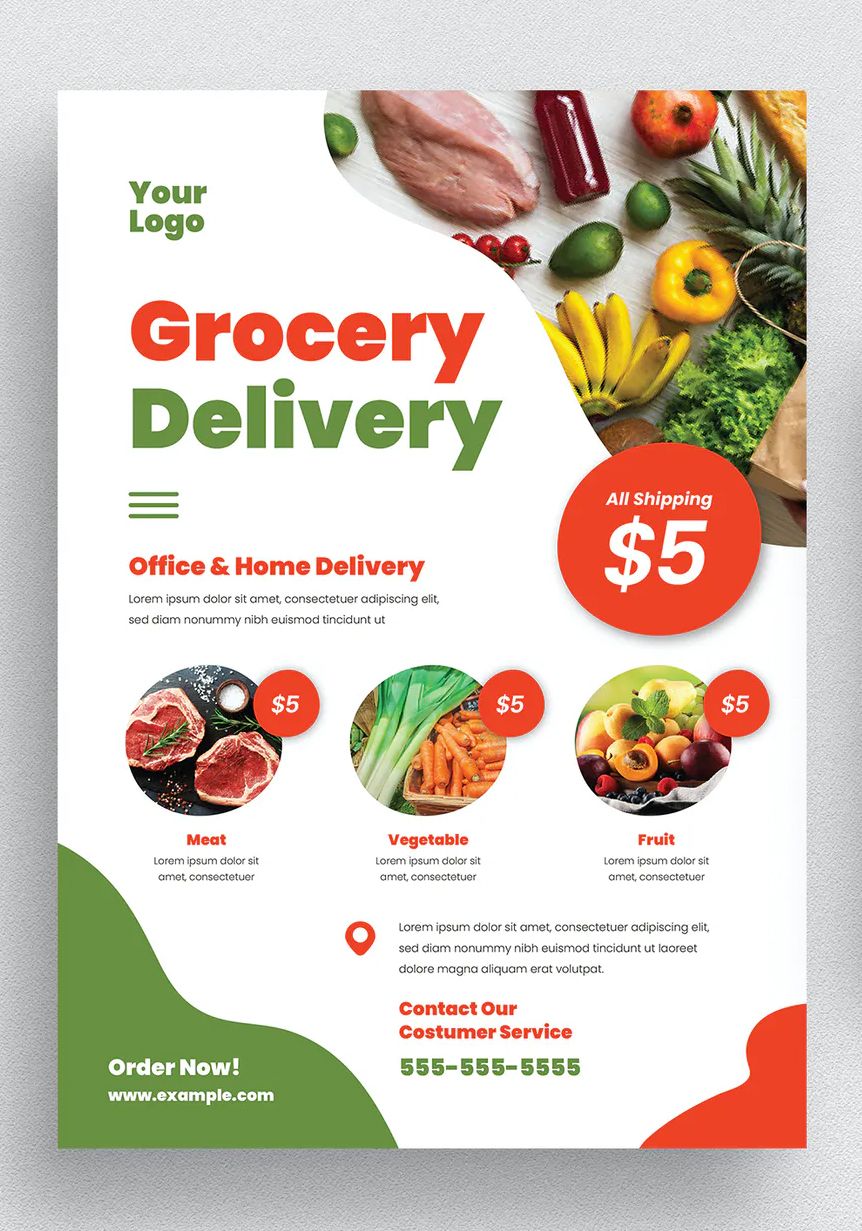 Your
Logo
Grocery
Delivery
All Shipping
$5
Office & Home Delivery
Lorem ipsum dolor sit amet, consectetuer adipiscing elit,
sed diam nonummy nibh euismod tincidunt ut
$5
$5
$5
Meat
Lorem ipsum dolor sit
amet, consectetuer
Vegetable
Lorem ipsum dolor sit
amet, consectetuer
Fruit
Lorem ipsum dolor sit
amet, consectetuer
Lorem ipsum dolor sit amet, consectetuer adipiscing elit,
sed diam nonummy nibh euismod tincidunt ut laoreet
dolore magna aliquam erat volutpat.
Contact Our
Costumer Service
555-555-5555
Order Now!
www.example.com